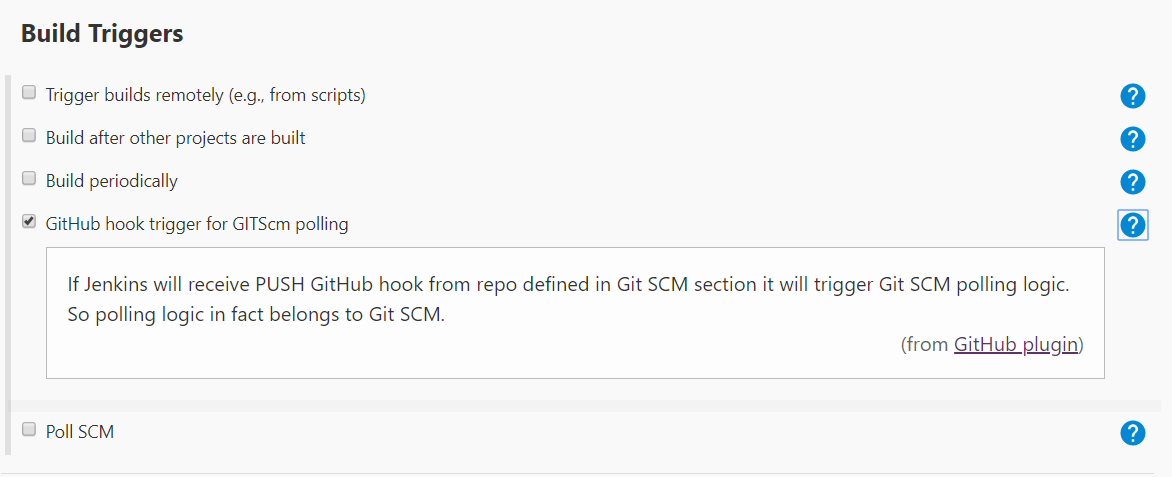 Build Triggers
Trigger builds remotely (e.g., from scripts)
Build after other projects are built
Build periodically
GitHub hook trigger for GITScm polling
If Jenkins will receive PUSH GitHub hook from repo defined in Git SCM section it will trigger Git SCM polling logic.
So polling logic in fact belongs to Git SCM.
(from GitHub plugin)
Poll SCM